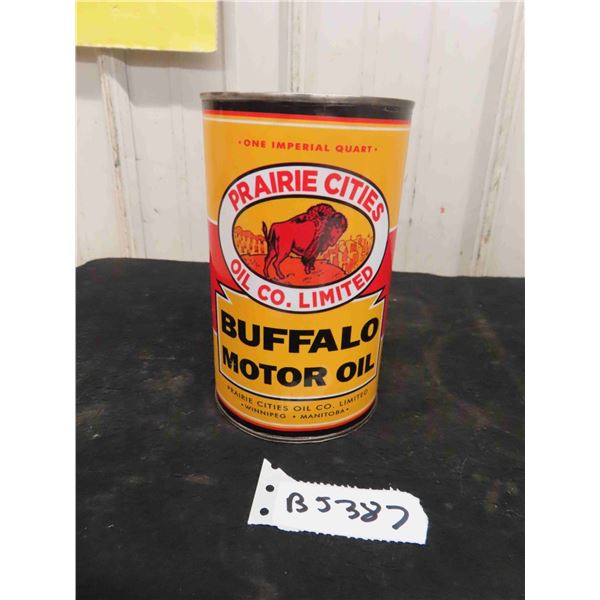 •ONE IMPERIAL QUART•
PRAIRIE CITIES
OIL CO. LIMITED
BUFFALO
MOTOR OIL
PRAIRIE CITIES OIL CO. LIMITED
•WINNIPEG • MANITOBA•
BJ387